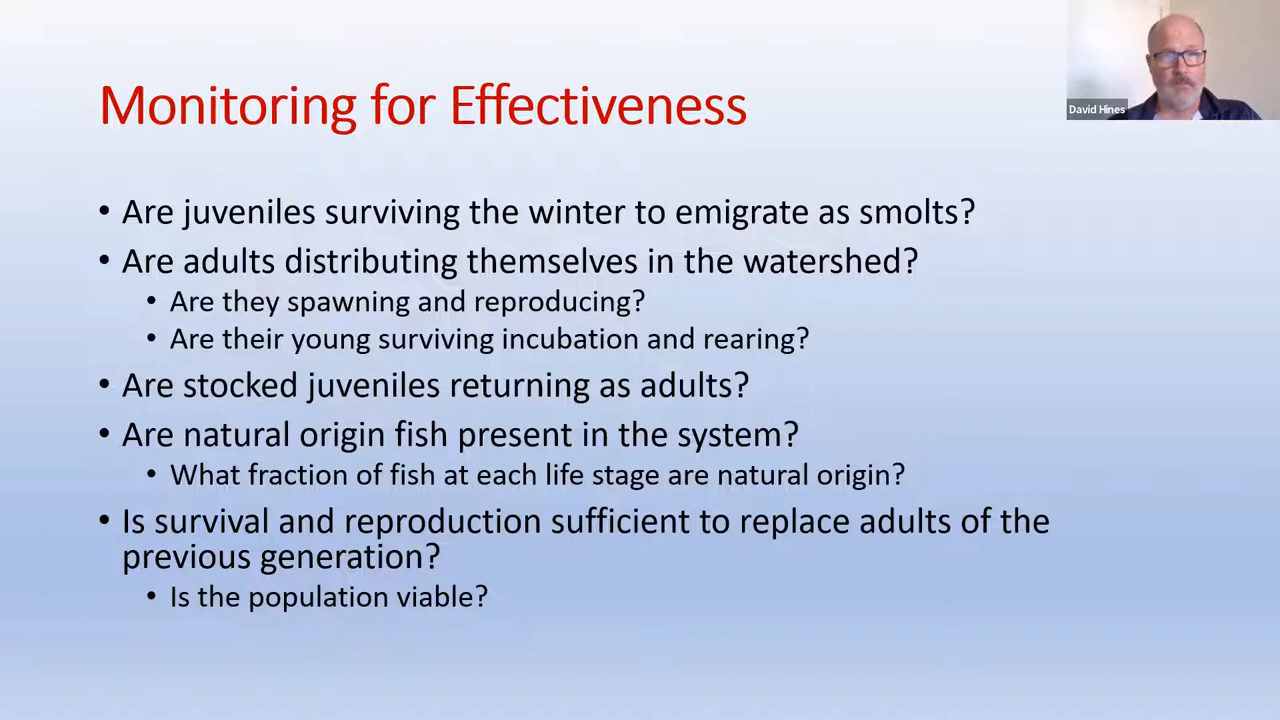 David Hines
Monitoring for Effectiveness
• Are juveniles surviving the winter to emigrate as smolts?
• Are adults distributing themselves in the watershed?
• Are they spawning and reproducing?
• Are their young surviving incubation and rearing?
• Are stocked juveniles returning as adults?
• Are natural origin fish present in the system?
• What fraction of fish at each life stage are natural origin?
• Is survival and reproduction sufficient to replace adults of the
previous generation?
• Is the population viable?